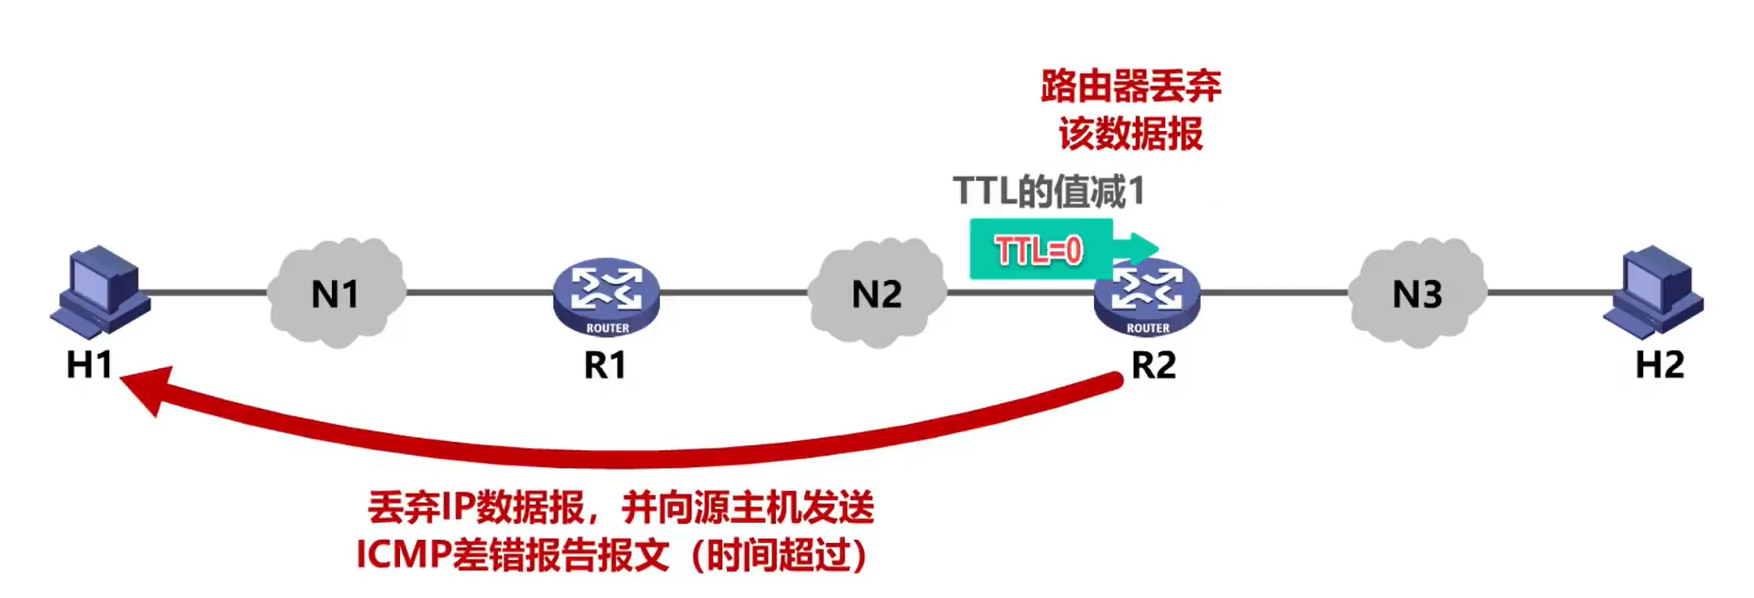 路由器丢弃
该数据报
TTL的值减1
TTL=0
N1
N2
N3
ROUTER
ROUTER
H1
R1
R2
H2
丢弃IP数据报，并向源主机发送
ICMP差错报告报文（时间超过）